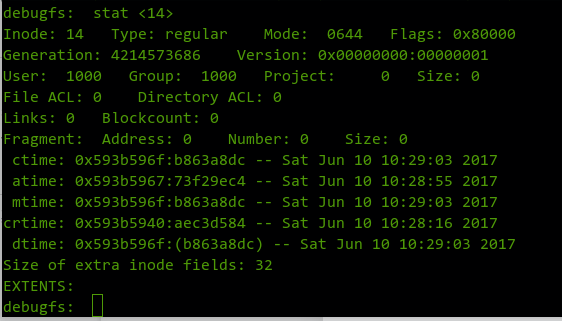 debugfs:  stat <14>
Inode: 14   Type: regular    Mode:  0644   Flags: 0x80000
Generation: 4214573686    Version: 0x00000000:00000001
User:  1000   Group:  1000   Project:     0   Size: 0
File ACL: 0    Directory ACL: 0
Links: 0   Blockcount: 0
Fragment:  Address: 0    Number: 0    Size: 0
 ctime: 0x593b596f:b863a8dc -- Sat Jun 10 10:29:03 2017
 atime: 0x593b5967:73f29ec4 -- Sat Jun 10 10:28:55 2017
 mtime: 0x593b596f:b863a8dc -- Sat Jun 10 10:29:03 2017
crtime: 0x593b5940:aec3d584 -- Sat Jun 10 10:28:16 2017
 dtime: 0x593b596f:(b863a8dc) -- Sat Jun 10 10:29:03 2017
Size of extra inode fields: 32
EXTENTS:
debugfs: